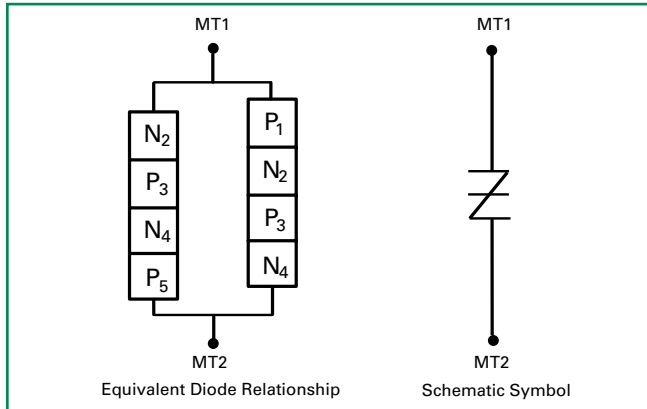 MT1
MT1
N2
P3
N4
P5
P1
N2
P3
N4
MT2
Equivalent Diode Relationship
MT2
Schematic Symbol